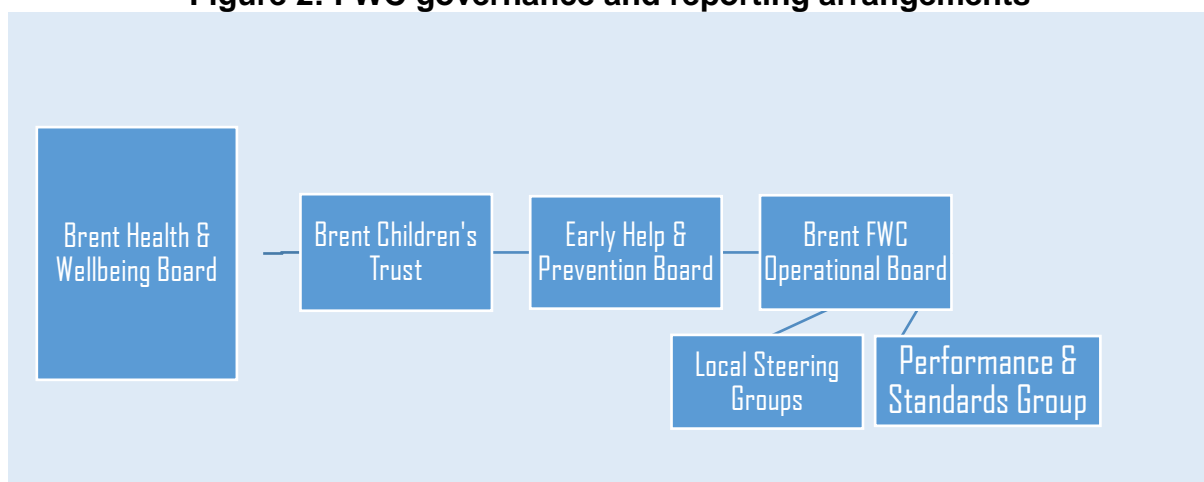 Figure 2: FWC governance and reporting arrangements
Brent Health &
Wellbeing Board
Brent Children's
Trust
Early Help &
Prevention Board
Brent FWC
Operational Board
Local Steering
Groups
Performance &
Standards Group